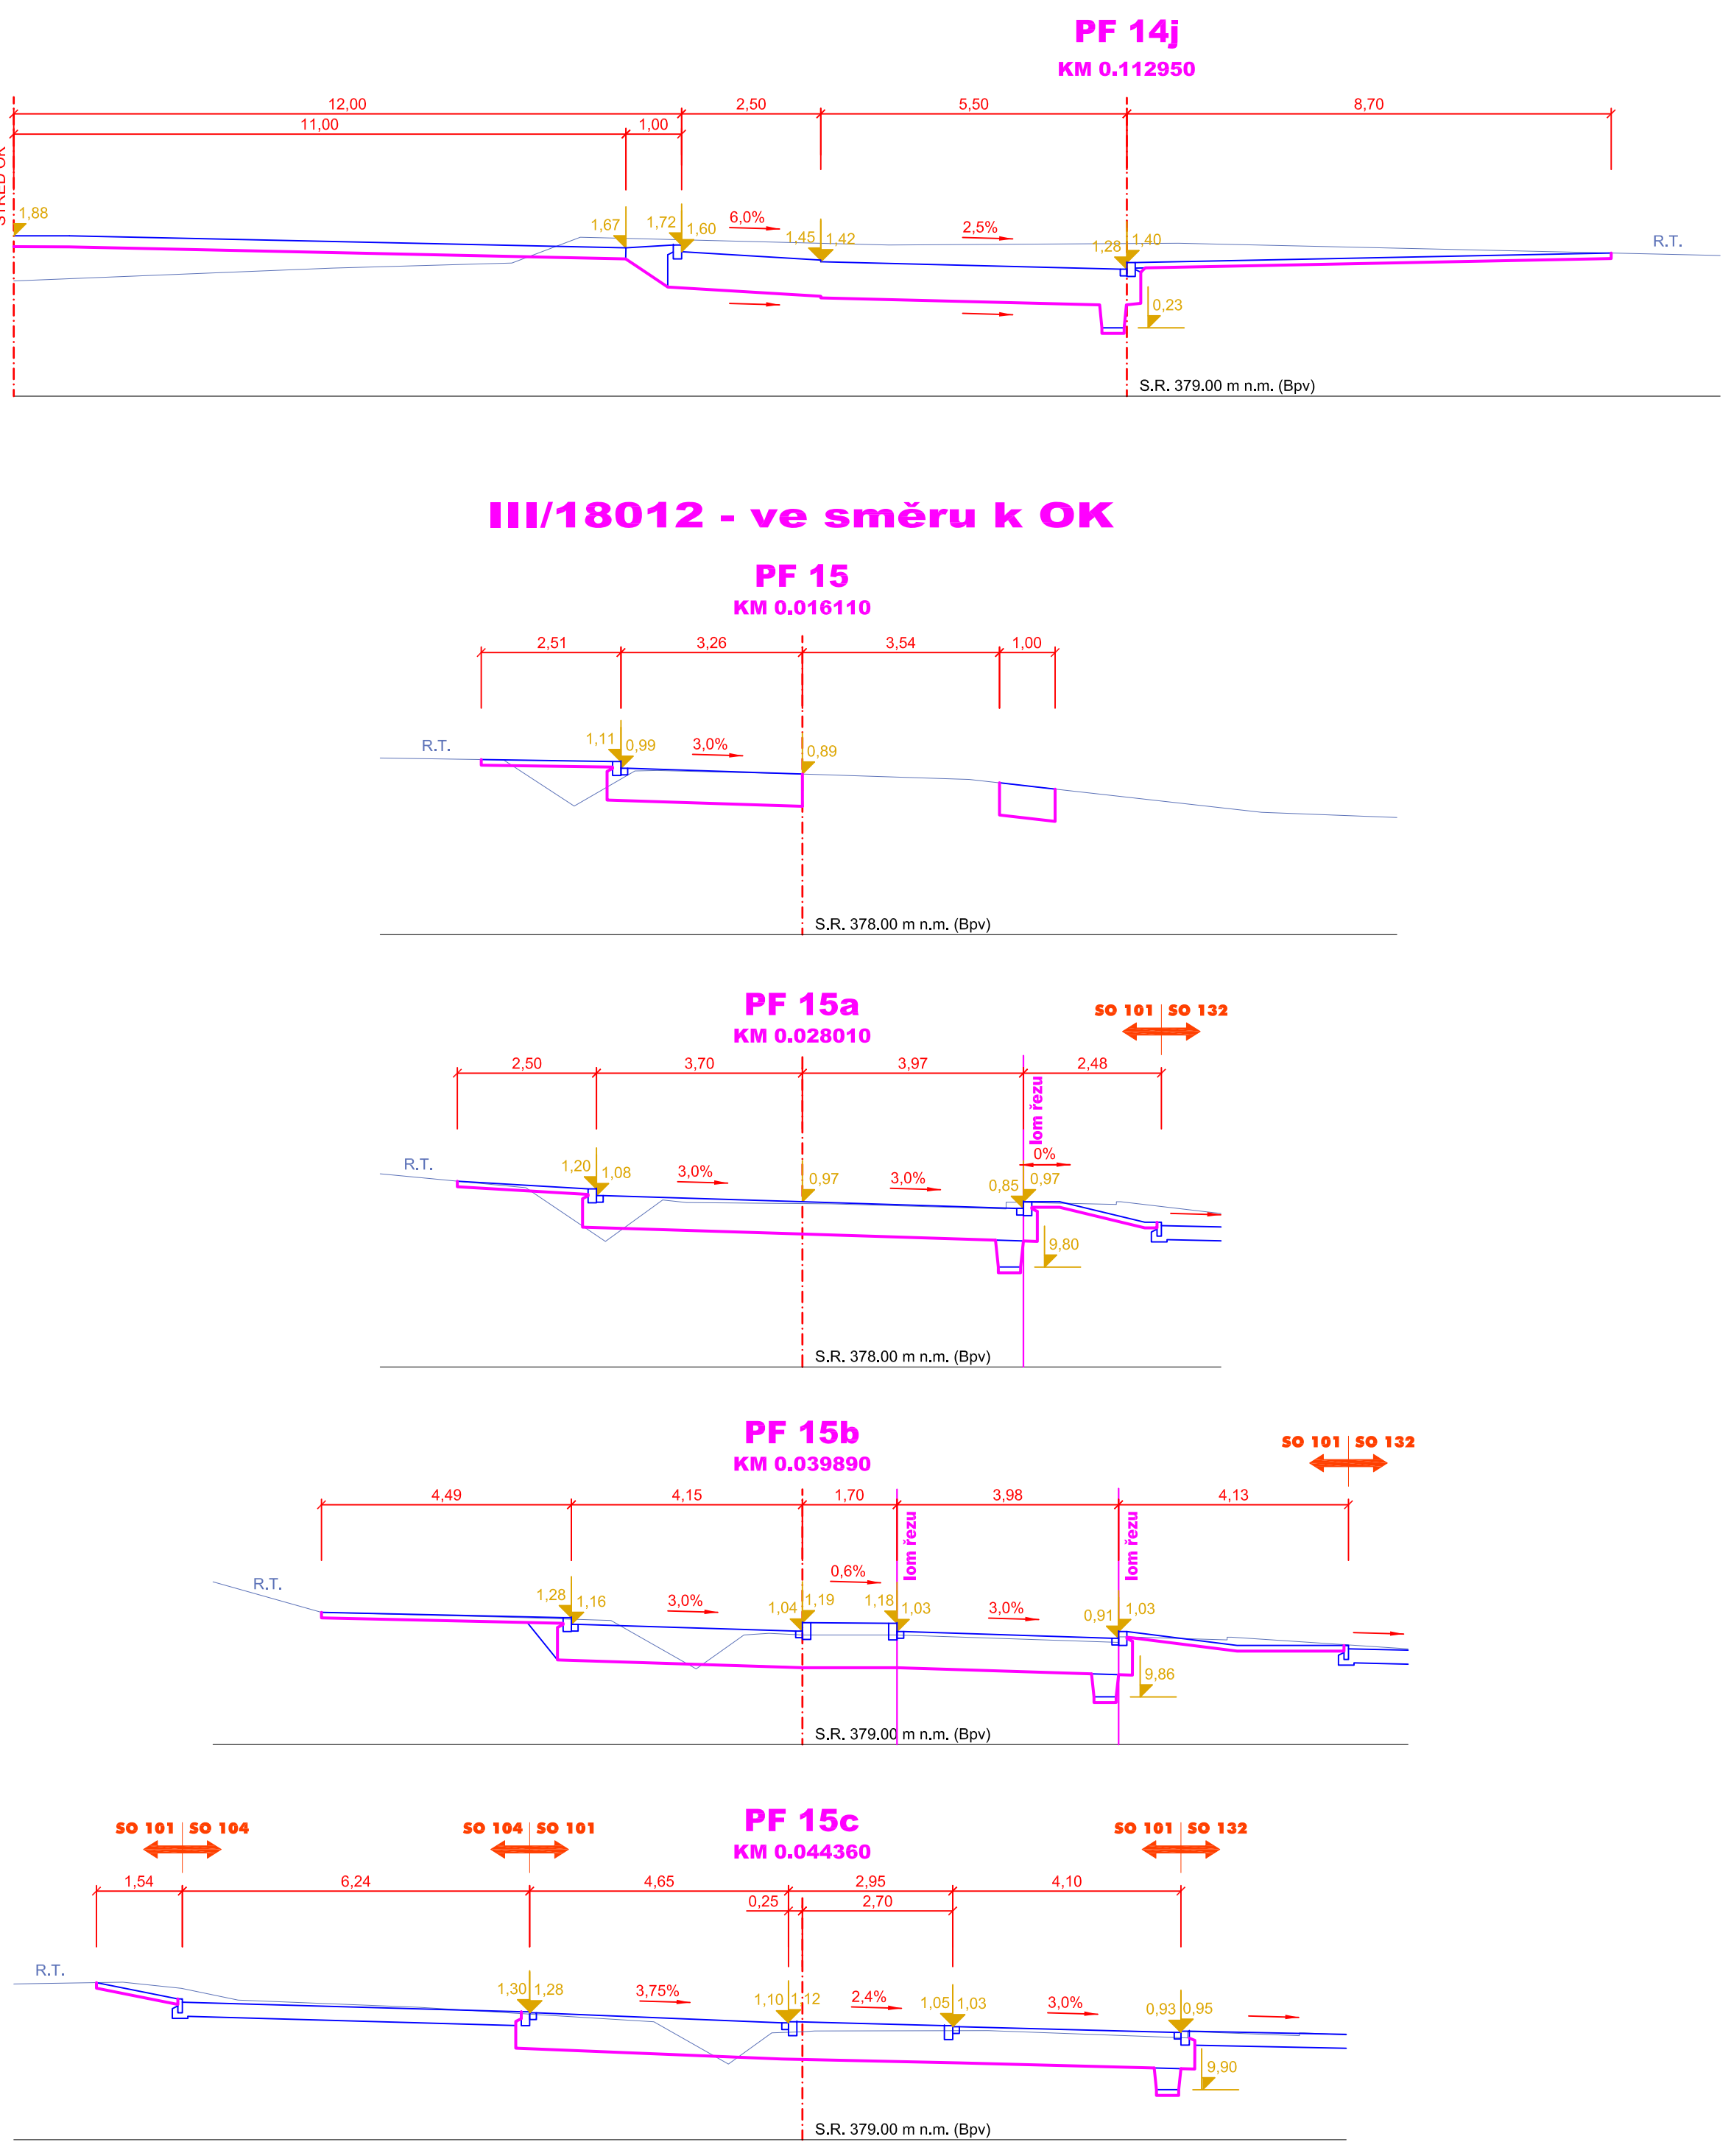 PF 14j
KM 0.112950
12,00 2,50 5,50 8,70
11,00 1,00
STŘED OK
1,88 1,67 1,72 1,60 6,0% 1,45 1,42 2,5% 1,28 1,40 R.T.
0,23
S.R. 379.00 m n.m. (Bpv)
III/18012 - ve směru k OK
PF 15
KM 0.016110
2,51 3,26 3,54 1,00
R.T. 1,11 0,99 3,0% 0,89
S.R. 378.00 m n.m. (Bpv)
PF 15a
KM 0.028010
SO 101 SO 132
2,50 3,70 3,97 2,48
lom řezu
0%
R.T. 1,20 1,08 3,0% 0,97 3,0% 0,85 0,97
9,80
S.R. 378.00 m n.m. (Bpv)
PF 15b
KM 0.039890
SO 101 SO 132
4,49 4,15 1,70 3,98 4,13
lom řezu lom řezu
0,6%
R.T. 1,28 1,16 3,0% 1,04 1,19 1,18 1,03 3,0% 0,91 1,03
9,86
S.R. 379.00 m n.m. (Bpv)
PF 15c
KM 0.044360
SO 101 SO 104 SO 104 SO 101 SO 101 SO 132
1,54 6,24 4,65 2,95 4,10
0,25 2,70
R.T. 1,30 1,28 3,75% 1,10 1,12 2,4% 1,05 1,03 3,0% 0,93 0,95
9,90
S.R. 379.00 m n.m. (Bpv)